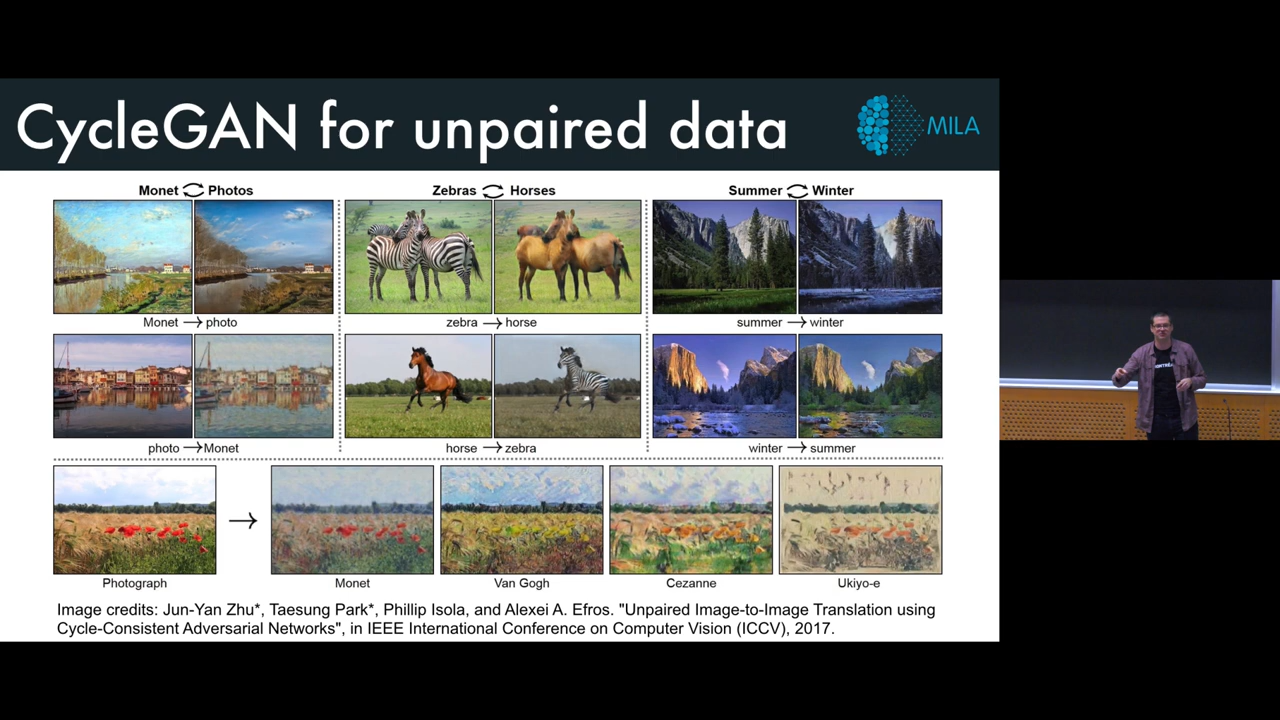 CycleGAN for unpaired data
MILA
Monet Photos
Zebras Horses
Summer Winter
Monet → photo
zebra → horse
summer → winter
photo → Monet
horse → zebra
winter → summer
→
Photograph
Monet
Van Gogh
Cezanne
Ukiyo-e
Image credits: Jun-Yan Zhu*, Taesung Park*, Phillip Isola, and Alexei A. Efros. "Unpaired Image-to-Image Translation using
Cycle-Consistent Adversarial Networks", in IEEE International Conference on Computer Vision (ICCV), 2017.